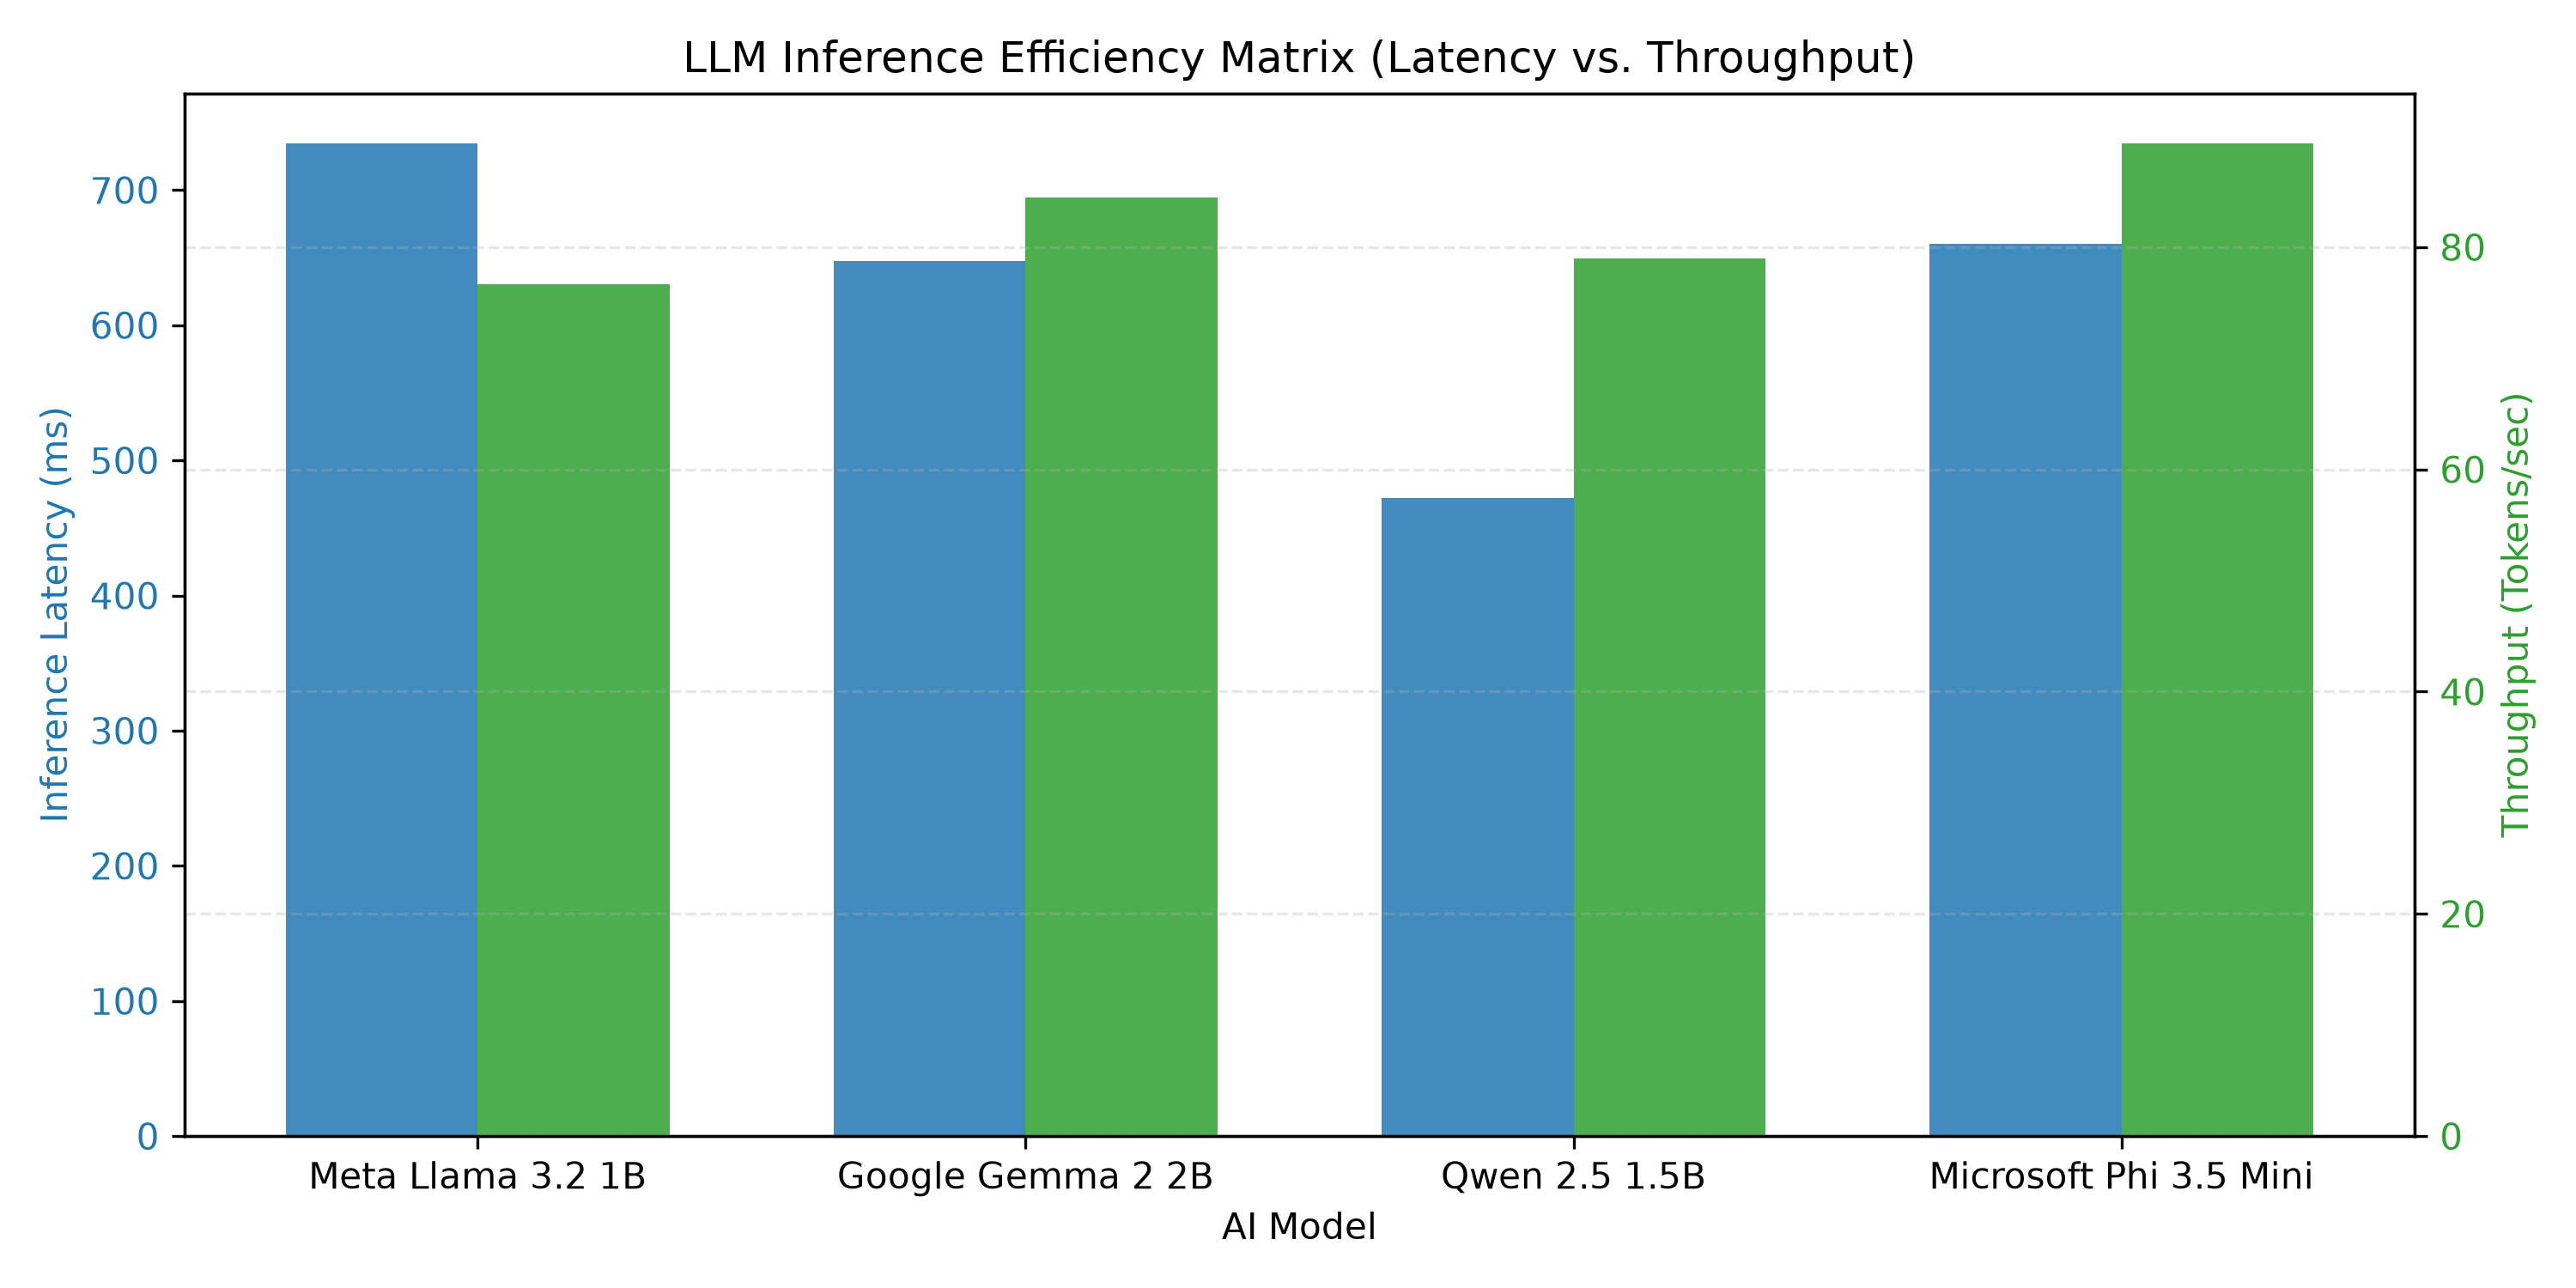 LLM Inference Efficiency Matrix (Latency vs. Throughput)
Inference Latency (ms)
700
600
500
400
300
200
100
0
Throughput (Tokens/sec)
80
60
40
20
0
Meta Llama 3.2 1B
Google Gemma 2 2B
Qwen 2.5 1.5B
Microsoft Phi 3.5 Mini
AI Model